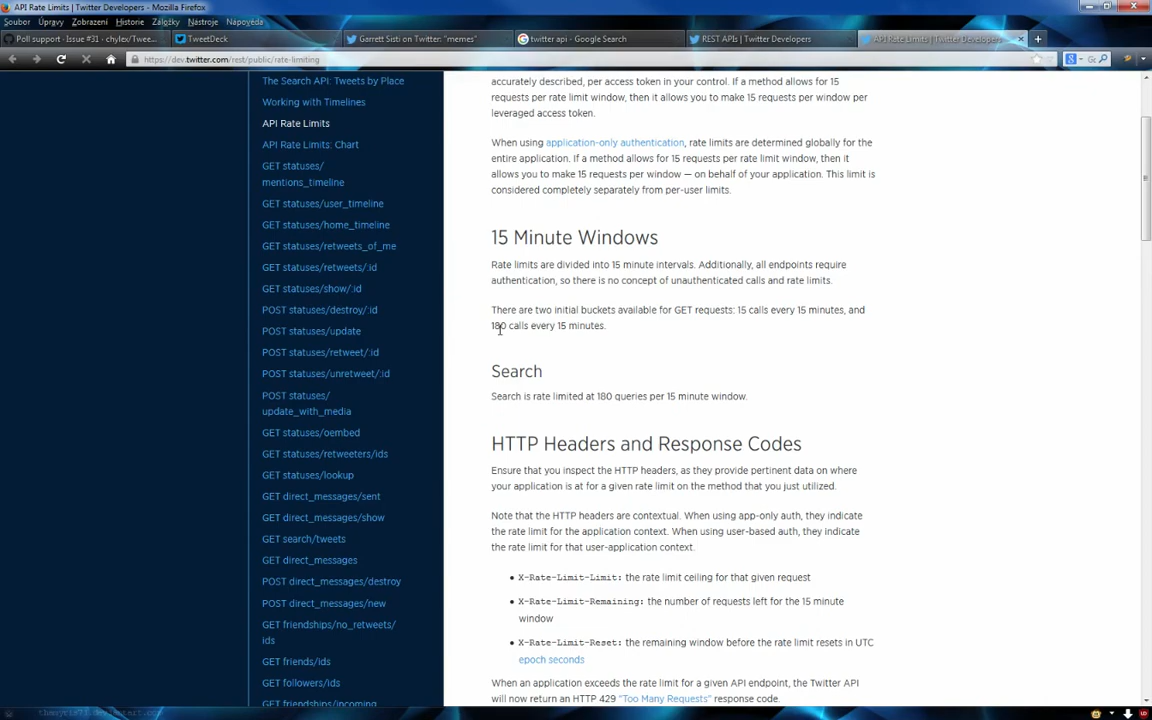 API Rate Limits | Twitter Developers - Mozilla Firefox
Soubor Úpravy Zobrazení Historie Záložky Nástroje Nápověda
Poll support · Issue #31 · chylex/Twee...
TweetDeck
Garrett Sisti on Twitter: "memes"
twitter api - Google Search
REST APIs | Twitter Developers
API Rate Limits | Twitter Developers
https://dev.twitter.com/rest/public/rate-limiting
The Search API: Tweets by Place
Working with Timelines
API Rate Limits
API Rate Limits: Chart
GET statuses/
mentions_timeline
GET statuses/user_timeline
GET statuses/home_timeline
GET statuses/retweets_of_me
GET statuses/retweets/:id
GET statuses/show/:id
POST statuses/destroy/:id
POST statuses/update
POST statuses/retweet/:id
POST statuses/unretweet/:id
POST statuses/
update_with_media
GET statuses/oembed
GET statuses/retweeters/ids
GET statuses/lookup
GET direct_messages/sent
GET direct_messages/show
GET search/tweets
GET direct_messages
POST direct_messages/destroy
POST direct_messages/new
GET friendships/no_retweets/
ids
GET friends/ids
GET followers/ids
GET friendships/incoming
accurately described, per access token in your control. If a method allows for 15
requests per rate limit window, then it allows you to make 15 requests per window per
leveraged access token.
When using application-only authentication, rate limits are determined globally for the
entire application. If a method allows for 15 requests per rate limit window, then it
allows you to make 15 requests per window — on behalf of your application. This limit is
considered completely separately from per-user limits.
15 Minute Windows
Rate limits are divided into 15 minute intervals. Additionally, all endpoints require
authentication, so there is no concept of unauthenticated calls and rate limits.
There are two initial buckets available for GET requests: 15 calls every 15 minutes, and
180 calls every 15 minutes.
Search
Search is rate limited at 180 queries per 15 minute window.
HTTP Headers and Response Codes
Ensure that you inspect the HTTP headers, as they provide pertinent data on where
your application is at for a given rate limit on the method that you just utilized.
Note that the HTTP headers are contextual. When using app-only auth, they indicate
the rate limit for the application context. When using user-based auth, they indicate
the rate limit for that user-application context.
• X-Rate-Limit-Limit: the rate limit ceiling for that given request
• X-Rate-Limit-Remaining: the number of requests left for the 15 minute
window
• X-Rate-Limit-Reset: the remaining window before the rate limit resets in UTC
epoch seconds
When an application exceeds the rate limit for a given API endpoint, the Twitter API
will now return an HTTP 429 "Too Many Requests" response code.